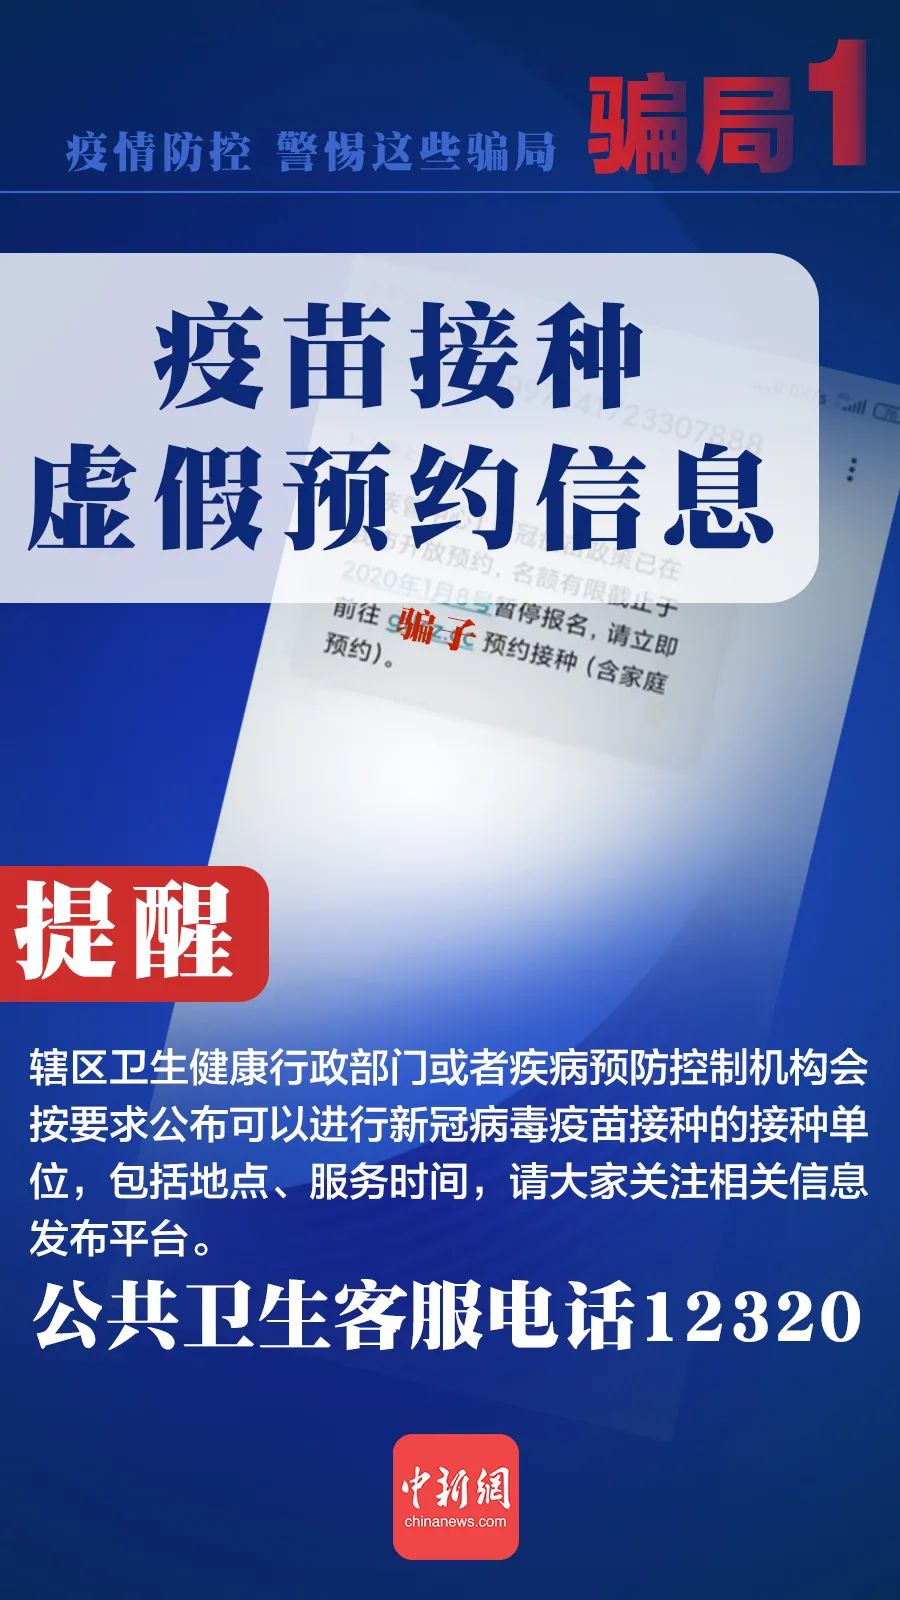 疫情防控 警惕这些骗局
骗局1
疫苗接种
虚假预约信息
2020年1月8号暂停报名，请立即
前往
骗子
预约接种（含家庭
预约）。
提醒
辖区卫生健康行政部门或者疾病预防控制机构会
按要求公布可以进行新冠病毒疫苗接种的接种单
位，包括地点、服务时间，请大家关注相关信息
发布平台。
公共卫生客服电话12320
中新網
chinanews.com